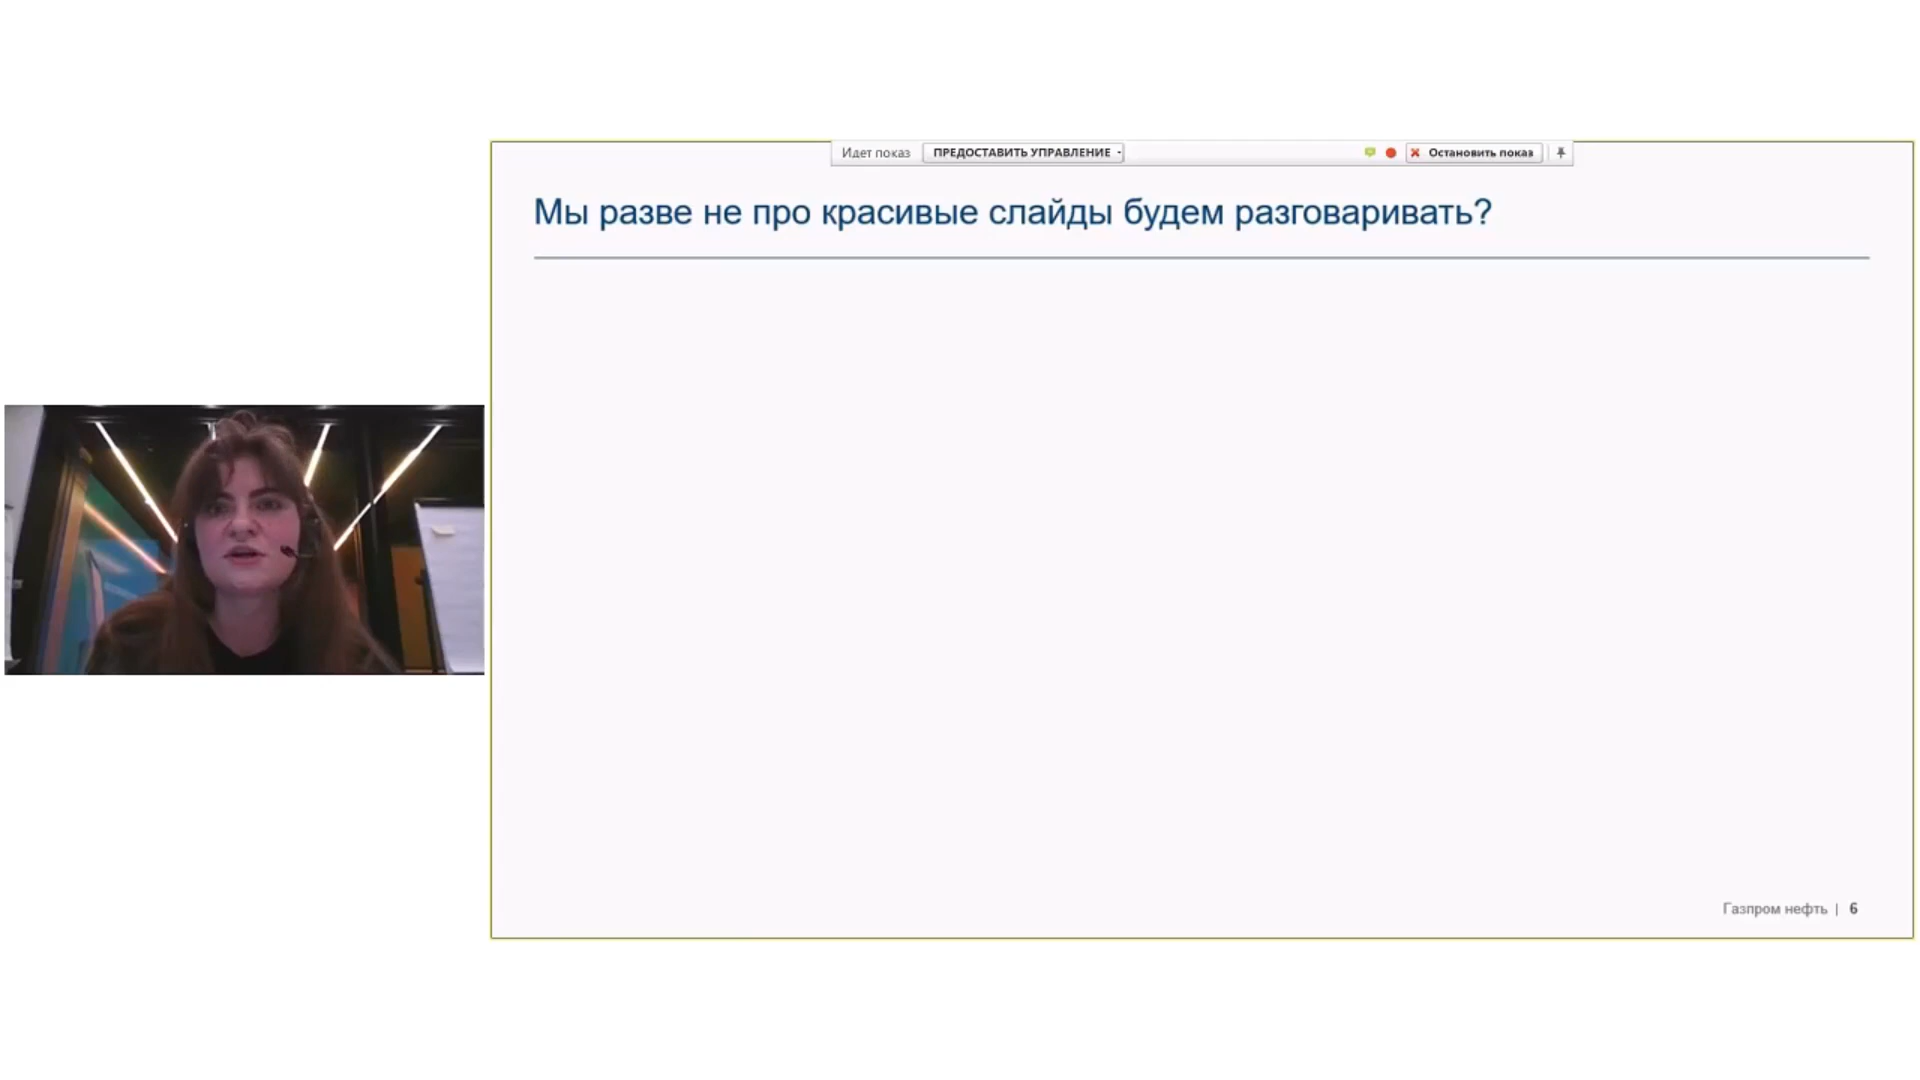 Идет показ ПРЕДОСТАВИТЬ УПРАВЛЕНИЕ Остановить показ
Мы разве не про красивые слайды будем разговаривать?
Газпром нефть | 6